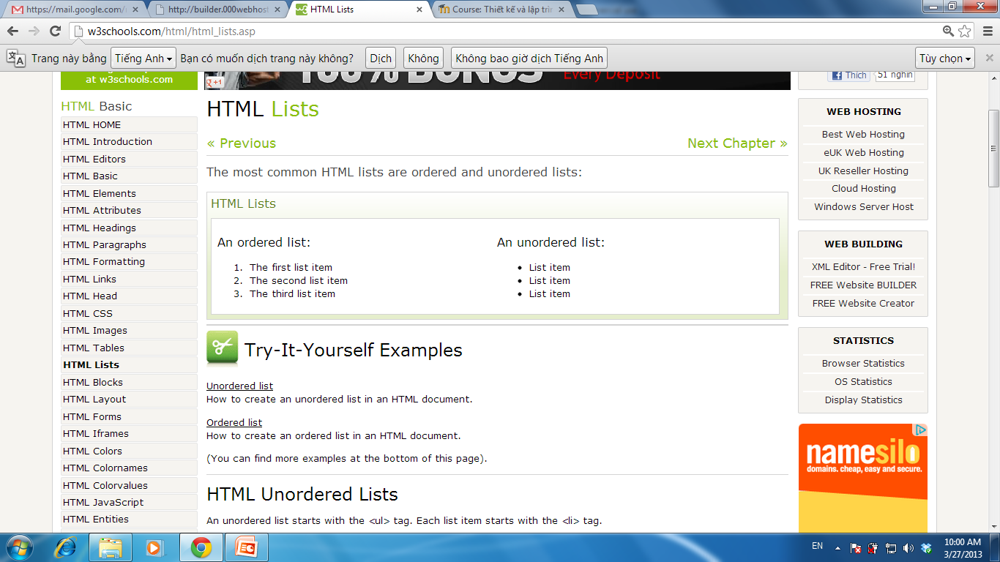 https://mail.google.com/
http://builder.000webhost
HTML Lists
Course: Thiết kế và lập trin
w3schools.com/html/html_lists.asp
Trang này bằng Tiếng Anh Bạn có muốn dịch trang này không? Dịch Không Không bao giờ dịch Tiếng Anh Tùy chọn
at w3schools.com
HTML Basic
HTML HOME
HTML Introduction
HTML Editors
HTML Basic
HTML Elements
HTML Attributes
HTML Headings
HTML Paragraphs
HTML Formatting
HTML Links
HTML Head
HTML CSS
HTML Images
HTML Tables
HTML Lists
HTML Blocks
HTML Layout
HTML Forms
HTML Iframes
HTML Colors
HTML Colornames
HTML Colorvalues
HTML JavaScript
HTML Entities
100% BONUS Every Deposit
g +1
HTML Lists
« Previous
Next Chapter »
The most common HTML lists are ordered and unordered lists:
HTML Lists
An ordered list:
1. The first list item
2. The second list item
3. The third list item
An unordered list:
• List item
• List item
• List item
Try-It-Yourself Examples
Unordered list
How to create an unordered list in an HTML document.
Ordered list
How to create an ordered list in an HTML document.
(You can find more examples at the bottom of this page).
HTML Unordered Lists
An unordered list starts with the <ul> tag. Each list item starts with the <li> tag.
Thích 51 nghìn
WEB HOSTING
Best Web Hosting
eUK Web Hosting
UK Reseller Hosting
Cloud Hosting
Windows Server Host
WEB BUILDING
XML Editor - Free Trial!
FREE Website BUILDER
FREE Website Creator
STATISTICS
Browser Statistics
OS Statistics
Display Statistics
namesilo
domains. cheap, easy and secure.
EN
10:00 AM
3/27/2013